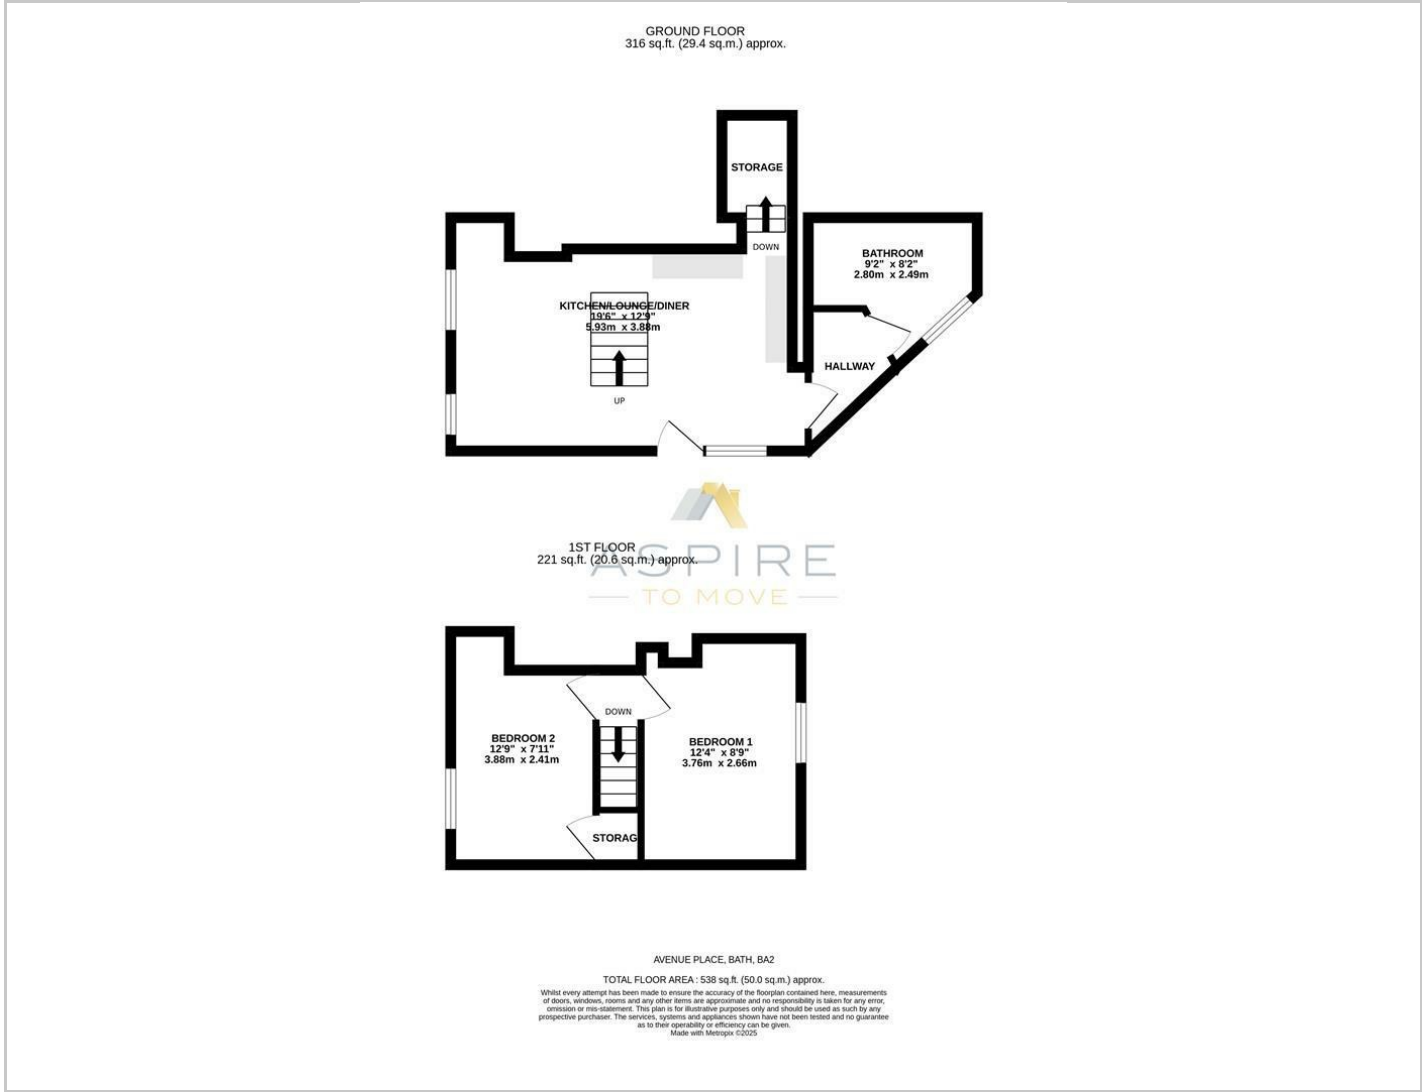 GROUND FLOOR
316 sq.ft. (29.4 sq.m.) approx.
STORAGE
DOWN
BATHROOM
9'2" x 8'2"
2.80m x 2.49m
KITCHEN/LOUNGE/DINER
19'6" x 12'9"
5.93m x 3.88m
HALLWAY
UP
1ST FLOOR
221 sq.ft. (20.6 sq.m.) approx.
ASPIRE
TO MOVE
DOWN
BEDROOM 2
12'9" x 7'11"
3.88m x 2.41m
BEDROOM 1
12'4" x 8'9"
3.76m x 2.66m
STORAG
AVENUE PLACE, BATH, BA2
TOTAL FLOOR AREA : 538 sq.ft. (50.0 sq.m.) approx.
Whilst every attempt has been made to ensure the accuracy of the floorplan contained here, measurements
of doors, windows, rooms and any other items are approximate and no responsibility is taken for any error,
omission or mis-statement. This plan is for illustrative purposes only and should be used as such by any
prospective purchaser. The services, systems and appliances shown have not been tested and no guarantee
as to their operability or efficiency can be given.
Made with Metropix ©2025